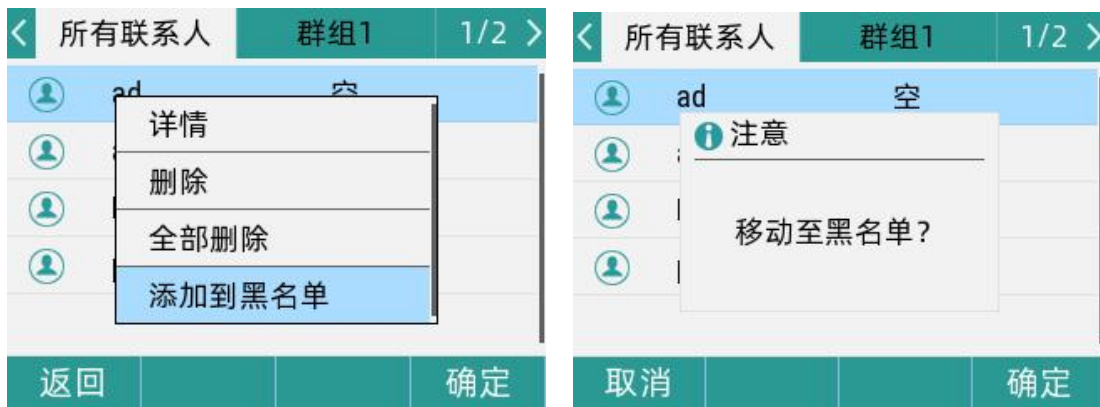 所有联系人 群组1 1/2
ad 空
详情
删除
全部删除
添加到黑名单
返回 确定
所有联系人 群组1 1/2
ad 空
注意
移动至黑名单?
取消 确定